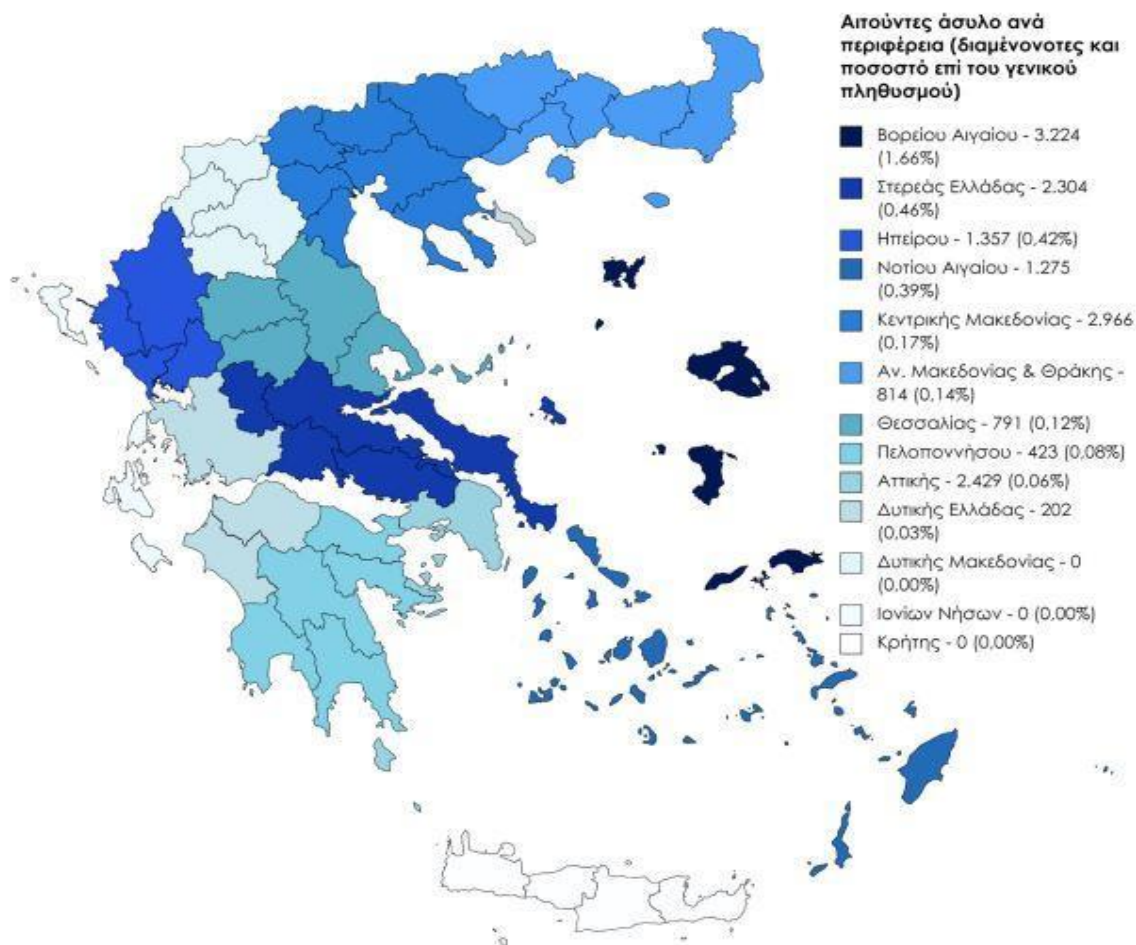 Αιτούντες άσυλο ανά
περιφέρεια (διαμένονοτες και
ποσοστό επί του γενικού
πληθυσμού)
Βορείου Αιγαίου - 3.224
(1.66%)
Στερεάς Ελλάδας - 2.304
(0.46%)
Ηπείρου - 1.357 (0,42%)
Νοτίου Αιγαίου - 1.275
(0.39%)
Κεντρικής Μακεδονίας - 2.966
(0.17%)
Αν. Μακεδονίας & Θράκης -
814 (0,14%)
Θεσσαλίας - 791 (0,12%)
Πελοποννήσου - 423 (0,08%)
Αττικής - 2.429 (0,06%)
Δυτικής Ελλάδας - 202
(0,03%)
Δυτικής Μακεδονίας - 0
(0,00%)
Ιονίων Νήσων - 0 (0,00%)
Κρήτης - 0 (0,00%)